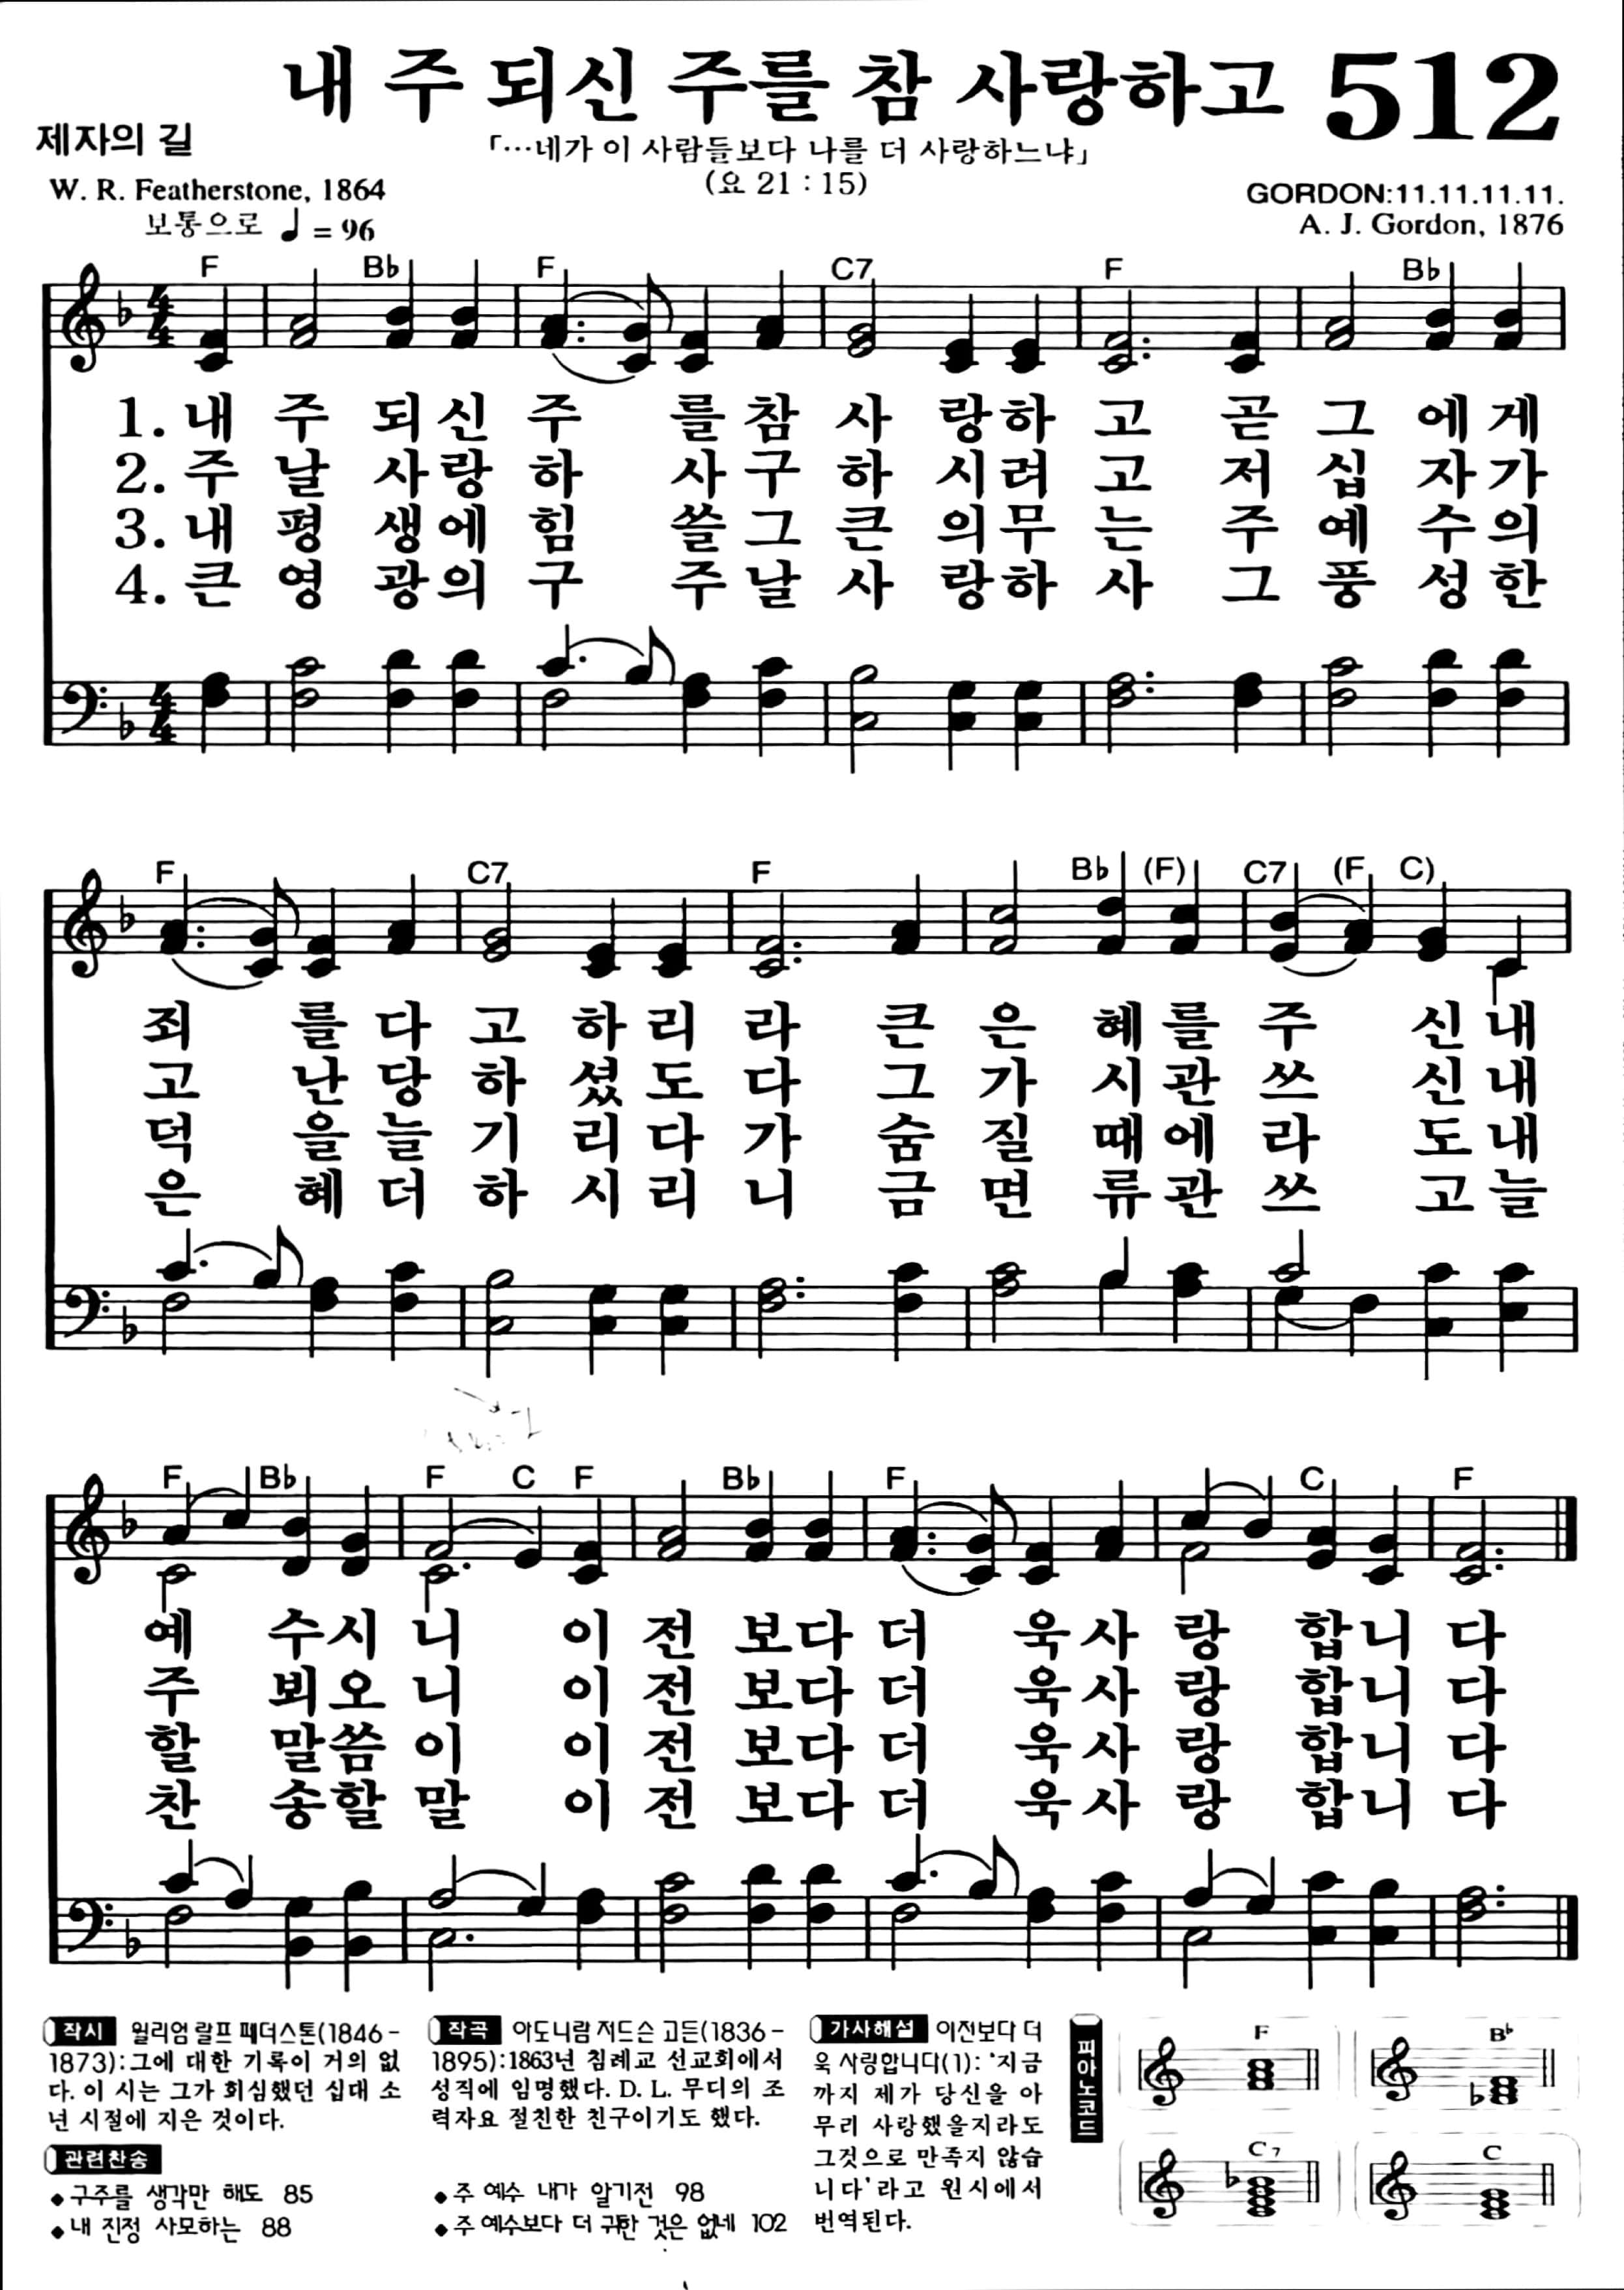 내 주 되신 주를 참 사랑하고 512
제자의 길
「…네가 이 사람들보다 나를 더 사랑하느냐」
(요 21 : 15)
W. R. Featherstone, 1864
보통으로 ♩ = 96
GORDON:11.11.11.11.
A. J. Gordon, 1876
F B♭ F C7 F B♭
1. 내 주 되 신 주 를 참 사 랑 하 고 곧 그 에 게
2. 주 날 사 랑 하 사 구 하 시 려 고 저 십 자 가
3. 내 평 생 에 힘 쓸 그 큰 의 무 는 주 예 수 의
4. 큰 영 광 의 구 주 날 사 랑 하 사 그 풍 성 한
F C7 F B♭ (F) C7 (F C)
죄 를 다 고 하 리 라 큰 은 혜 를 주 신 내
고 난 당 하 셨 도 다 그 가 시 관 쓰 신 내
덕 을 늘 기 리 다 가 숨 질 때 에 라 도 내
은 혜 더 하 시 리 니 금 면 류 관 쓰 고 늘
F B♭ F C F B♭ F C F
예 수 시 니 이 전 보 다 더 욱 사 랑 합 니 다
주 뵈 오 니 이 전 보 다 더 욱 사 랑 합 니 다
할 말 씀 이 이 전 보 다 더 욱 사 랑 합 니 다
찬 송 할 말 이 전 보 다 더 욱 사 랑 합 니 다
작시 윌리엄 랄프 페더스톤(1846-
1873):그에 대한 기록이 거의 없
다. 이 시는 그가 회심했던 십대 소
년 시절에 지은 것이다.
작곡 아도니람 저드슨 고든(1836-
1895):1863년 침례교 선교회에서
성직에 임명했다. D. L. 무디의 조
력자요 절친한 친구이기도 했다.
가사해설 이전보다 더
욱 사랑합니다(1): '지금
까지 제가 당신을 아
무리 사랑했을지라도
그것으로 만족지 않습
니다'라고 원시에서
번역된다.
관련찬송
◆구주를 생각만 해도 85
◆내 진정 사모하는 88
◆주 예수 내가 알기전 98
◆주 예수보다 더 귀한 것은 없네 102
피아노코드
F B♭
C7 C